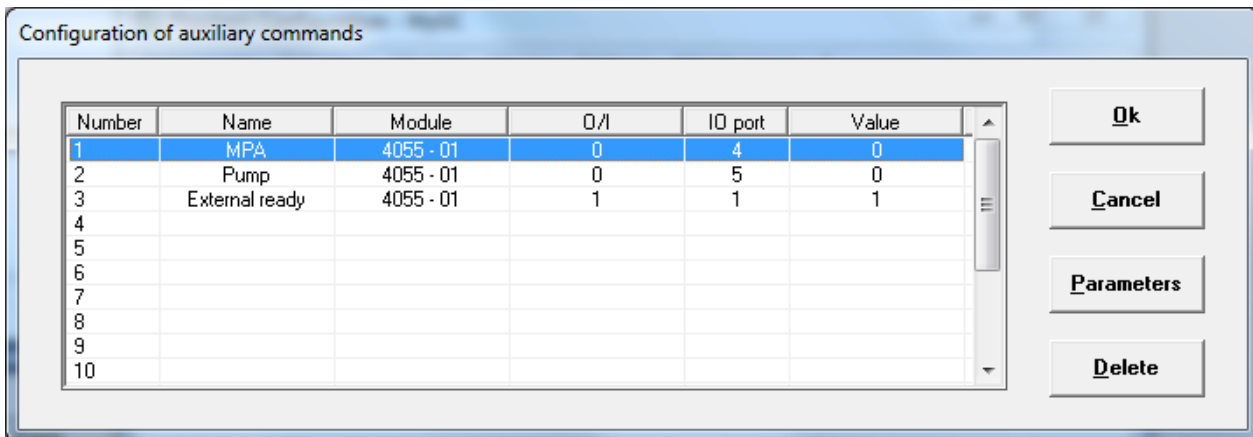 Configuration of auxiliary commands
Number Name Module O/I IO port Value
1 MPA 4055 - 01 0 4 0
2 Pump 4055 - 01 0 5 0
3 External ready 4055 - 01 1 1 1
4
5
6
7
8
9
10
Ok
Cancel
Parameters
Delete